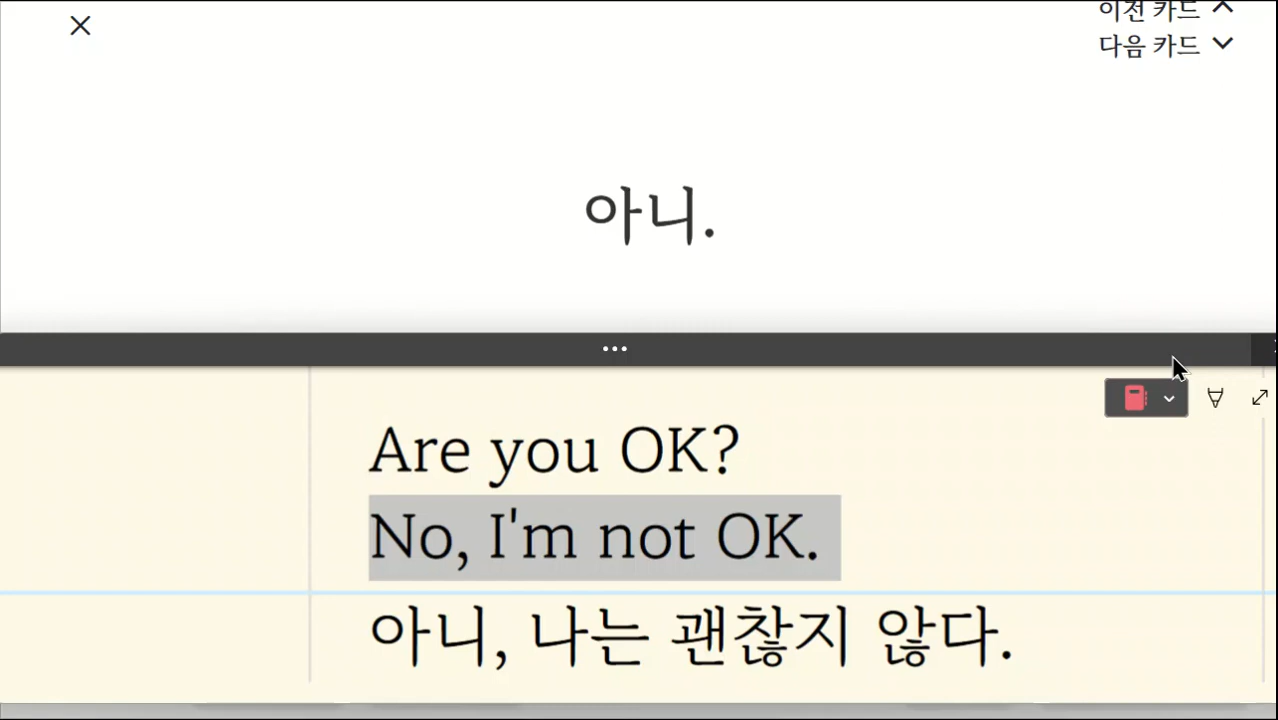 이전 카드
다음 카드
아니.
Are you OK?
No, I'm not OK.
아니, 나는 괜찮지 않다.